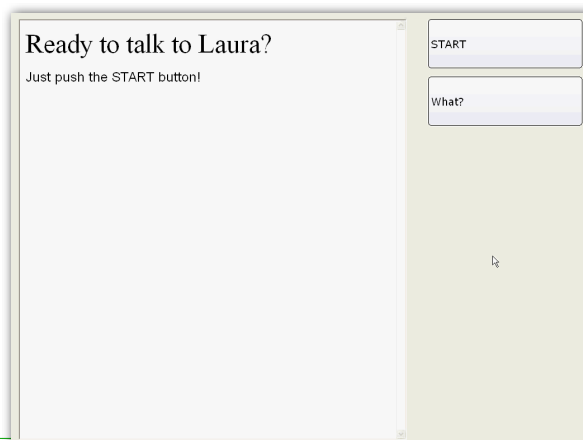 Ready to talk to Laura?
Just push the START button!
START
What?